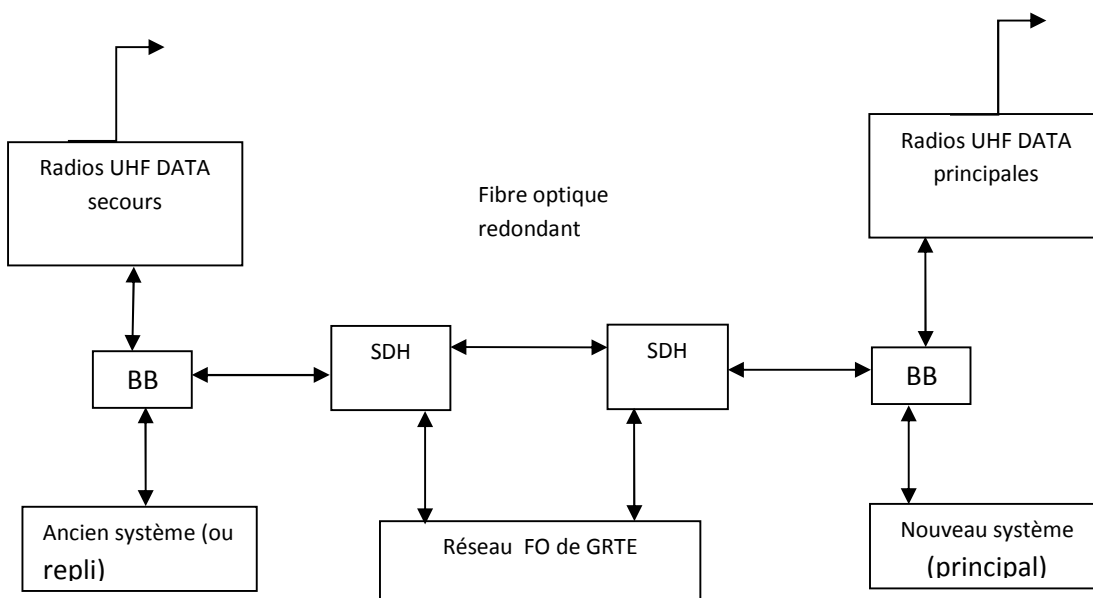 Radios UHF DATA
secours
Radios UHF DATA
principales
Fibre optique
redondant
SDH
SDH
BB
BB
Ancien système (ou
repli)
Réseau FO de GRTE
Nouveau système
(principal)